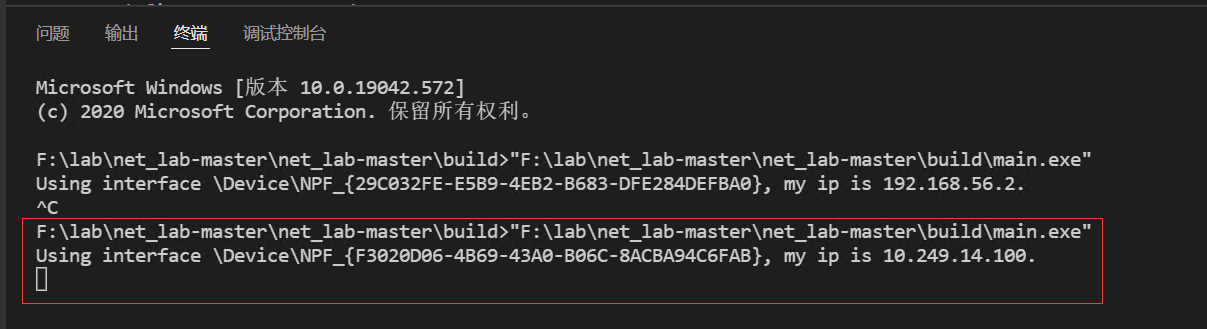 问题 输出 终端 调试控制台
Microsoft Windows [版本 10.0.19042.572]
(c) 2020 Microsoft Corporation. 保留所有权利。
F:\lab\net_lab-master\net_lab-master\build>"F:\lab\net_lab-master\net_lab-master\build\main.exe"
Using interface \Device\NPF_{29C032FE-E5B9-4EB2-B683-DFE284DEFBA0}, my ip is 192.168.56.2.
^C
F:\lab\net_lab-master\net_lab-master\build>"F:\lab\net_lab-master\net_lab-master\build\main.exe"
Using interface \Device\NPF_{F3020D06-4B69-43A0-B06C-8ACBA94C6FAB}, my ip is 10.249.14.100.